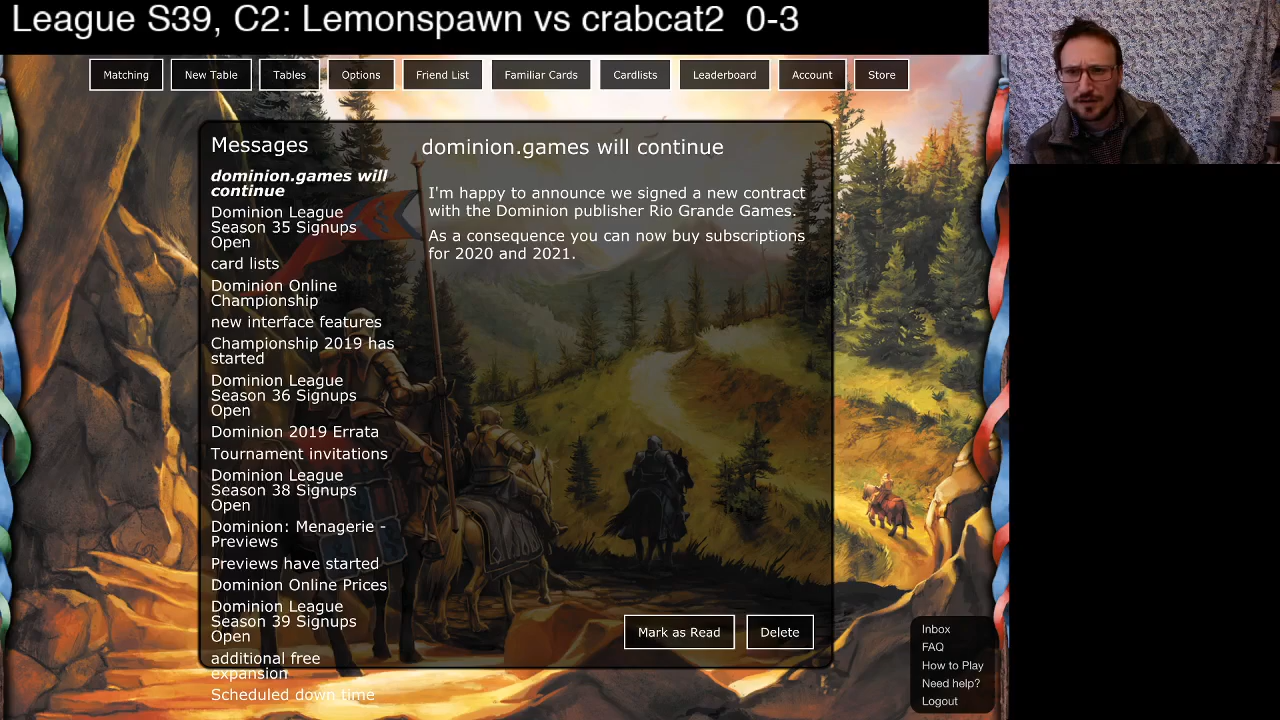 League S39, C2: Lemonspawn vs crabcat2 0-3
Matching
New Table
Tables
Options
Friend List
Familiar Cards
Cardlists
Leaderboard
Account
Store
Messages
dominion.games will
continue
Dominion League
Season 35 Signups
Open
card lists
Dominion Online
Championship
new interface features
Championship 2019 has
started
Dominion League
Season 36 Signups
Open
Dominion 2019 Errata
Tournament invitations
Dominion League
Season 38 Signups
Open
Dominion: Menagerie -
Previews
Previews have started
Dominion Online Prices
Dominion League
Season 39 Signups
Open
additional free
expansion
Scheduled down time
dominion.games will continue
I'm happy to announce we signed a new contract
with the Dominion publisher Rio Grande Games.
As a consequence you can now buy subscriptions
for 2020 and 2021.
Mark as Read
Delete
Inbox
FAQ
How to Play
Need help?
Logout